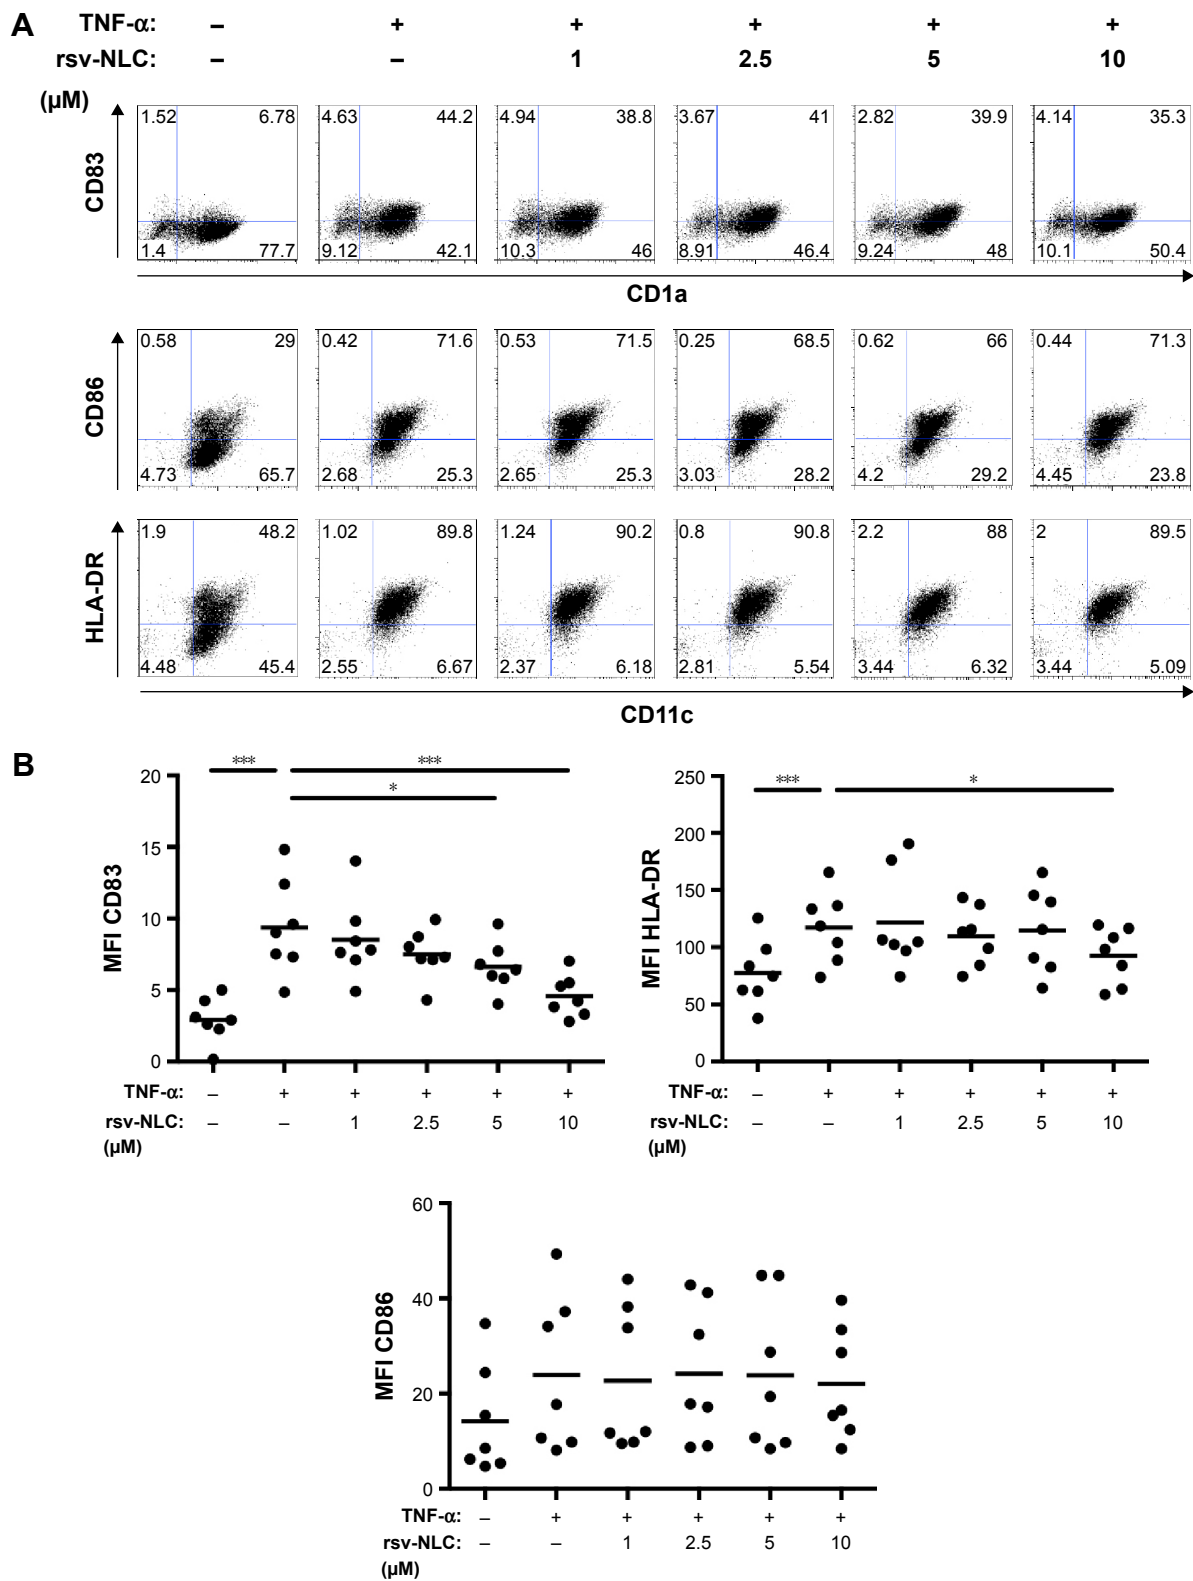 A
TNF-α: – + + + + +
rsv-NLC: – – 1 2.5 5 10
(μM)
CD83
1.52 6.78 4.63 44.2 4.94 38.8 3.67 41 2.82 39.9 4.14 35.3
1.4 77.7 9.12 42.1 10.3 46 8.91 46.4 9.24 48 10.1 50.4
CD1a
CD86
0.58 29 0.42 71.6 0.53 71.5 0.25 68.5 0.62 66 0.44 71.3
4.73 65.7 2.68 25.3 2.65 25.3 3.03 28.2 4.2 29.2 4.45 23.8
HLA-DR
1.9 48.2 1.02 89.8 1.24 90.2 0.8 90.8 2.2 88 2 89.5
4.48 45.4 2.55 6.67 2.37 6.18 2.81 5.54 3.44 6.32 3.44 5.09
CD11c
B
*** ***
*
MFI CD83
20
15
10
5
0
TNF-α: – + + + + +
rsv-NLC: – – 1 2.5 5 10
(μM)
*** *
MFI HLA-DR
250
200
150
100
50
0
TNF-α: – + + + + +
rsv-NLC: – – 1 2.5 5 10
(μM)
MFI CD86
60
40
20
0
TNF-α: – + + + + +
rsv-NLC: – – 1 2.5 5 10
(μM)